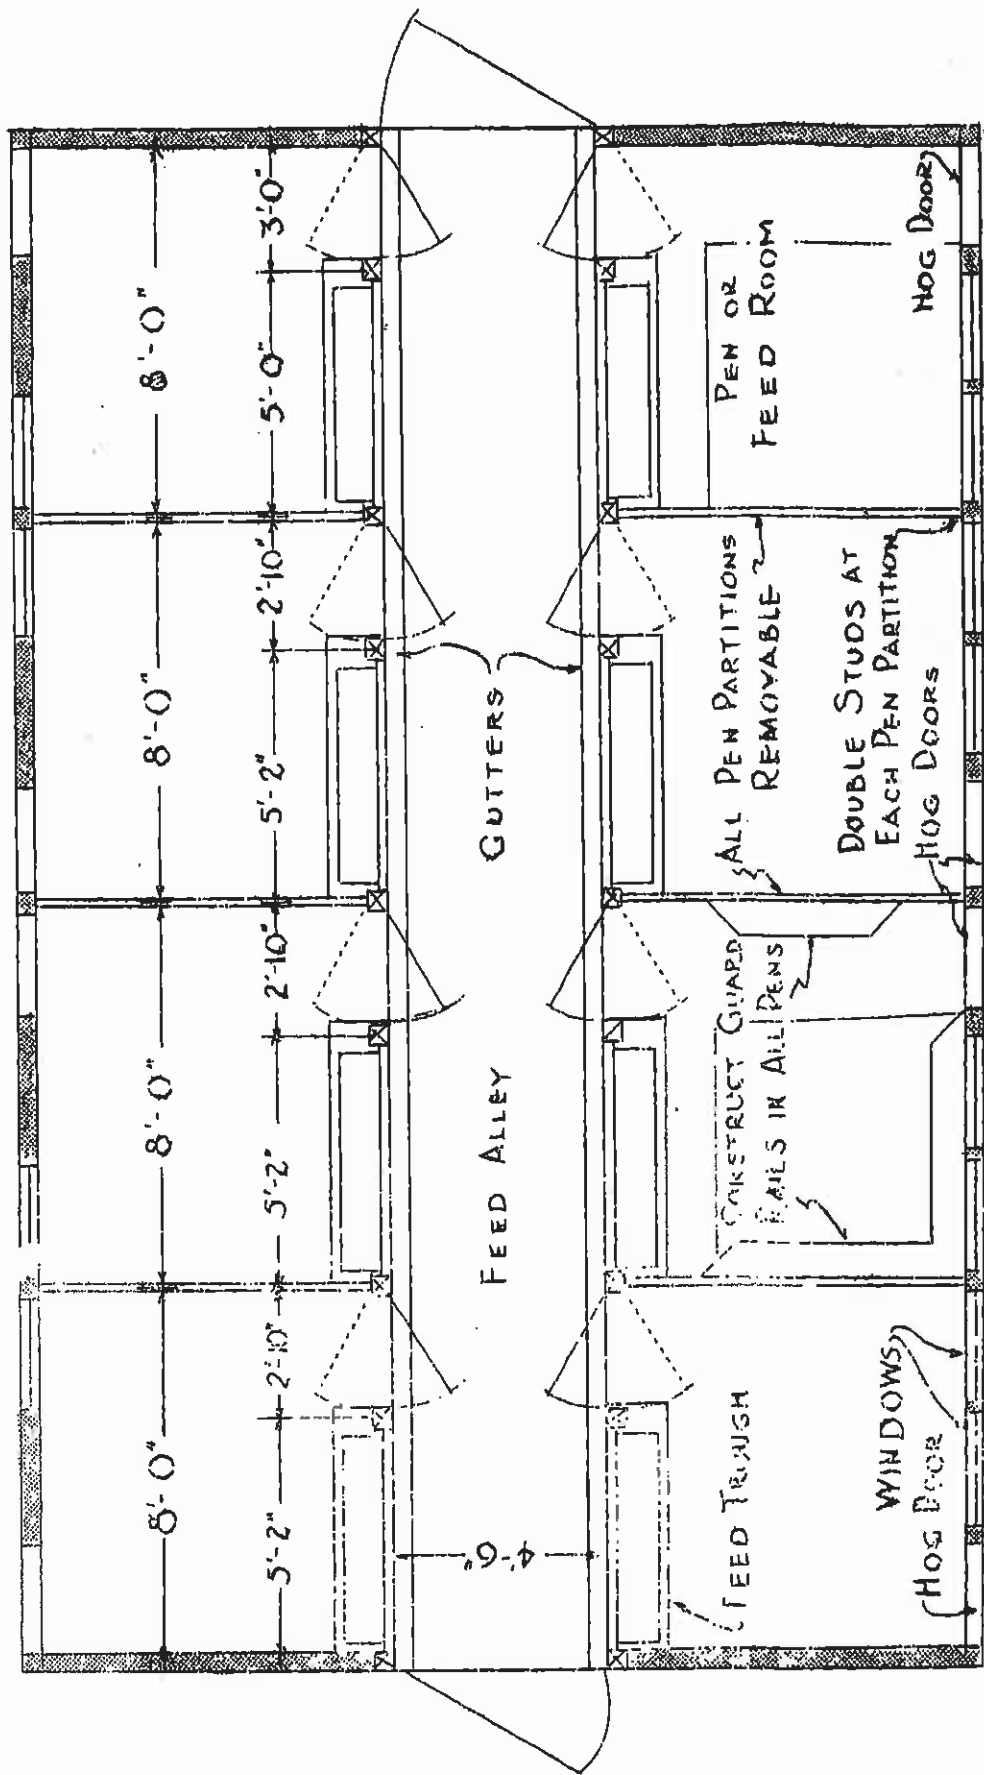 8'-0"
8'-0"
8'-0"
8'-0"
5'-2"
2'-10"
5'-2"
2'-10"
5'-2"
2'-10"
5'-0"
3'-0"
4'-6"
FEED ALLEY
GUTTERS
FEED TROUGH
CONSTRUCT GUARD
RAILS IN ALL PENS
ALL PEN PARTITIONS
REMOVABLE
PEN OR
FEED ROOM
DOUBLE STUDS AT
EACH PEN PARTITION
WINDOWS
HOG DOOR
HOG DOORS
HOG DOOR